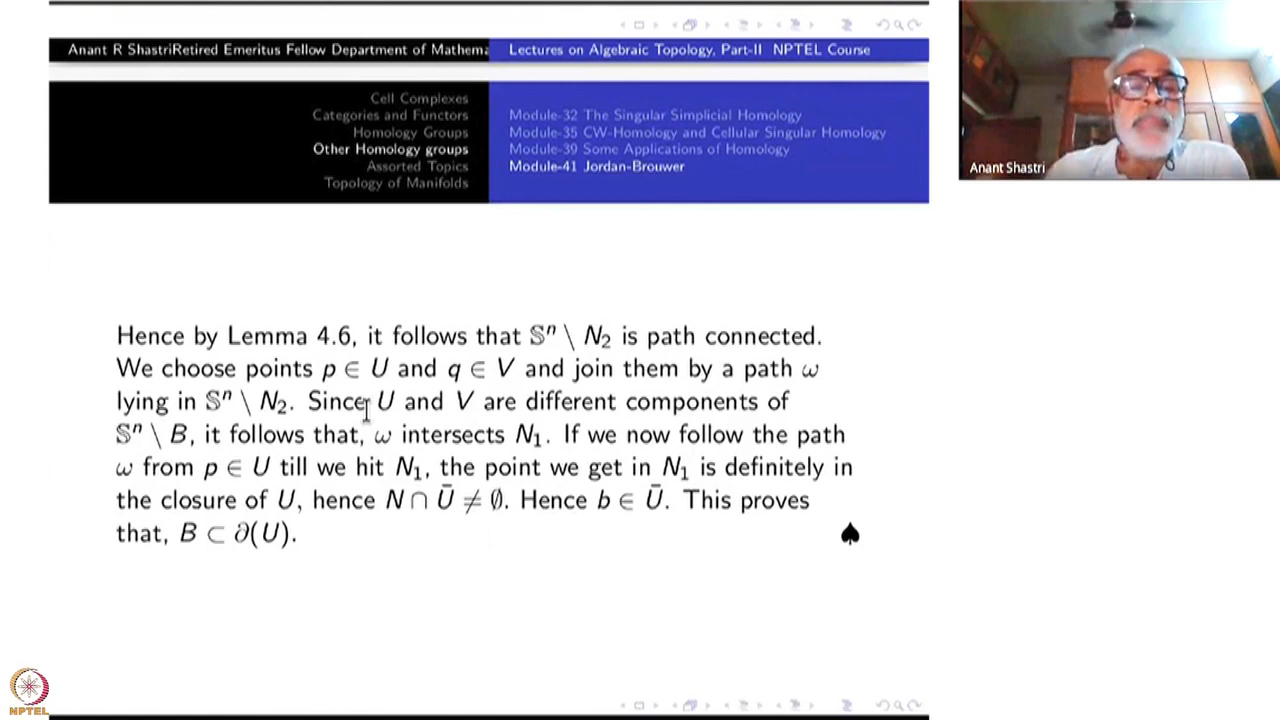 Anant R ShastriRetired Emeritus Fellow Department of Mathema
Lectures on Algebraic Topology, Part-II NPTEL Course
Cell Complexes
Categories and Functors
Homology Groups
Other Homology groups
Assorted Topics
Topology of Manifolds
Module-32 The Singular Simplicial Homology
Module-35 CW-Homology and Cellular Singular Homology
Module-39 Some Applications of Homology
Module-41 Jordan-Brouwer
Anant Shastri
Hence by Lemma 4.6, it follows that 𝕊ⁿ \ N₂ is path connected.
We choose points p ∈ U and q ∈ V and join them by a path ω
lying in 𝕊ⁿ \ N₂. Since U and V are different components of
𝕊ⁿ \ B, it follows that, ω intersects N₁. If we now follow the path
ω from p ∈ U till we hit N₁, the point we get in N₁ is definitely in
the closure of U, hence N ∩ Ū ≠ ∅. Hence b ∈ Ū. This proves
that, B ⊂ ∂(U).
NPTEL